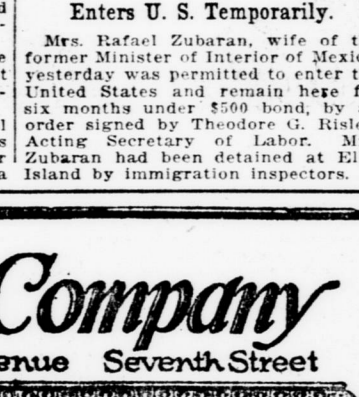 Enters U. S. Temporarily.
Mrs. Rafael Zubaran, wife of t
former Minister of Interior of Mexi
yesterday was permitted to enter t
United States and remain here f
six months under $500 bond, by
order signed by Theodore G. Risle
Acting Secretary of Labor. M
Zubaran had been detained at El
Island by immigration inspectors.
Company
enue Seventh Street